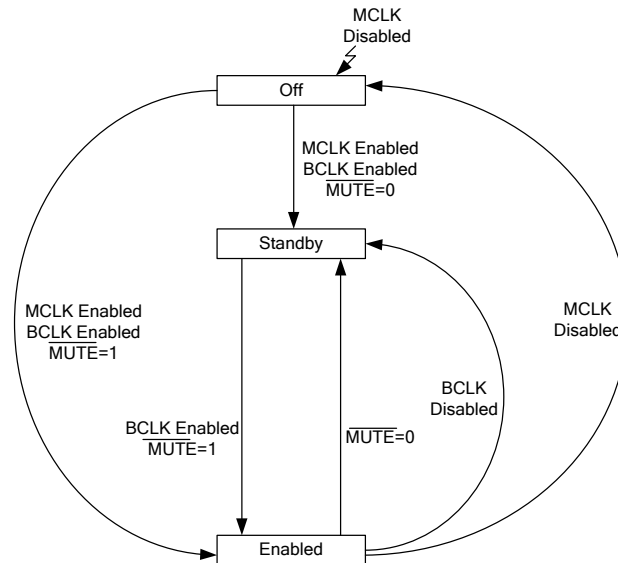 MCLK
Disabled
Off
MCLK Enabled
BCLK Enabled
MUTE=0
Standby
MCLK Enabled
BCLK Enabled
MUTE=1
MCLK
Disabled
BCLK
Disabled
BCLK Enabled
MUTE=1
MUTE=0
Enabled